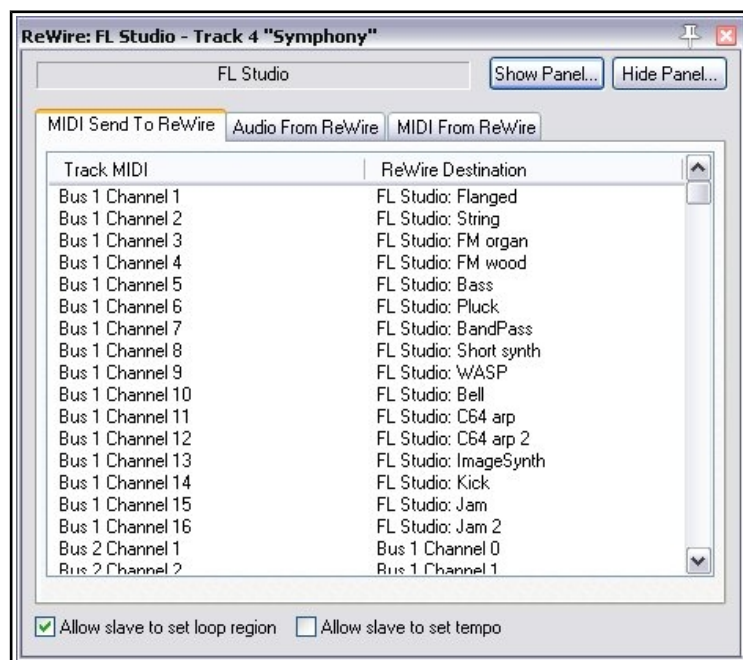 ReWire: FL Studio - Track 4 "Symphony"
FL Studio Show Panel... Hide Panel...
MIDI Send To ReWire Audio From ReWire MIDI From ReWire
Track MIDI ReWire Destination
Bus 1 Channel 1 FL Studio: Flanged
Bus 1 Channel 2 FL Studio: String
Bus 1 Channel 3 FL Studio: FM organ
Bus 1 Channel 4 FL Studio: FM wood
Bus 1 Channel 5 FL Studio: Bass
Bus 1 Channel 6 FL Studio: Pluck
Bus 1 Channel 7 FL Studio: BandPass
Bus 1 Channel 8 FL Studio: Short synth
Bus 1 Channel 9 FL Studio: WASP
Bus 1 Channel 10 FL Studio: Bell
Bus 1 Channel 11 FL Studio: C64 arp
Bus 1 Channel 12 FL Studio: C64 arp 2
Bus 1 Channel 13 FL Studio: ImageSynth
Bus 1 Channel 14 FL Studio: Kick
Bus 1 Channel 15 FL Studio: Jam
Bus 1 Channel 16 FL Studio: Jam 2
Bus 2 Channel 1 Bus 1 Channel 0
Bus 2 Channel 2 Bus 1 Channel 1
Allow slave to set loop region Allow slave to set tempo